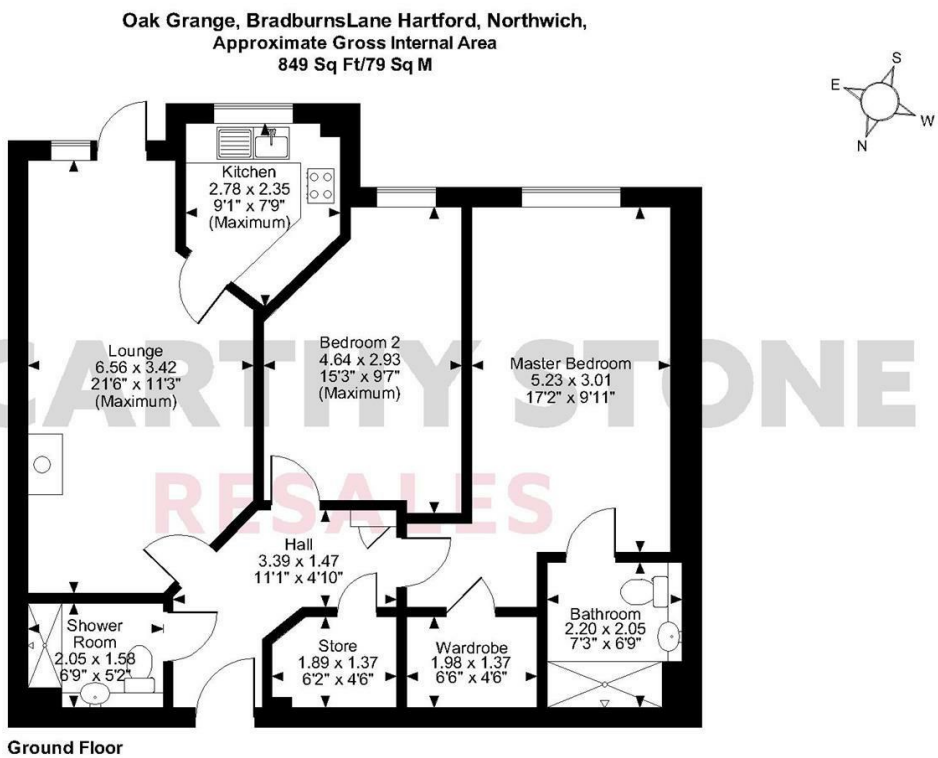 Oak Grange, BradburnsLane Hartford, Northwich,
Approximate Gross Internal Area
849 Sq Ft/79 Sq M
S
E
W
N
Kitchen
2.78 x 2.35
9'1" x 7'9"
(Maximum)
Lounge
6.56 x 3.42
21'6" x 11'3"
(Maximum)
Bedroom 2
4.64 x 2.93
15'3" x 9'7"
(Maximum)
Master Bedroom
5.23 x 3.01
17'2" x 9'11"
CARTHY STONE
RESALES
Hall
3.39 x 1.47
11'1" x 4'10"
Shower
Room
2.05 x 1.58
6'9" x 5'2"
Store
1.89 x 1.37
6'2" x 4'6"
Wardrobe
1.98 x 1.37
6'6" x 4'6"
Bathroom
2.20 x 2.05
7'3" x 6'9"
Ground Floor